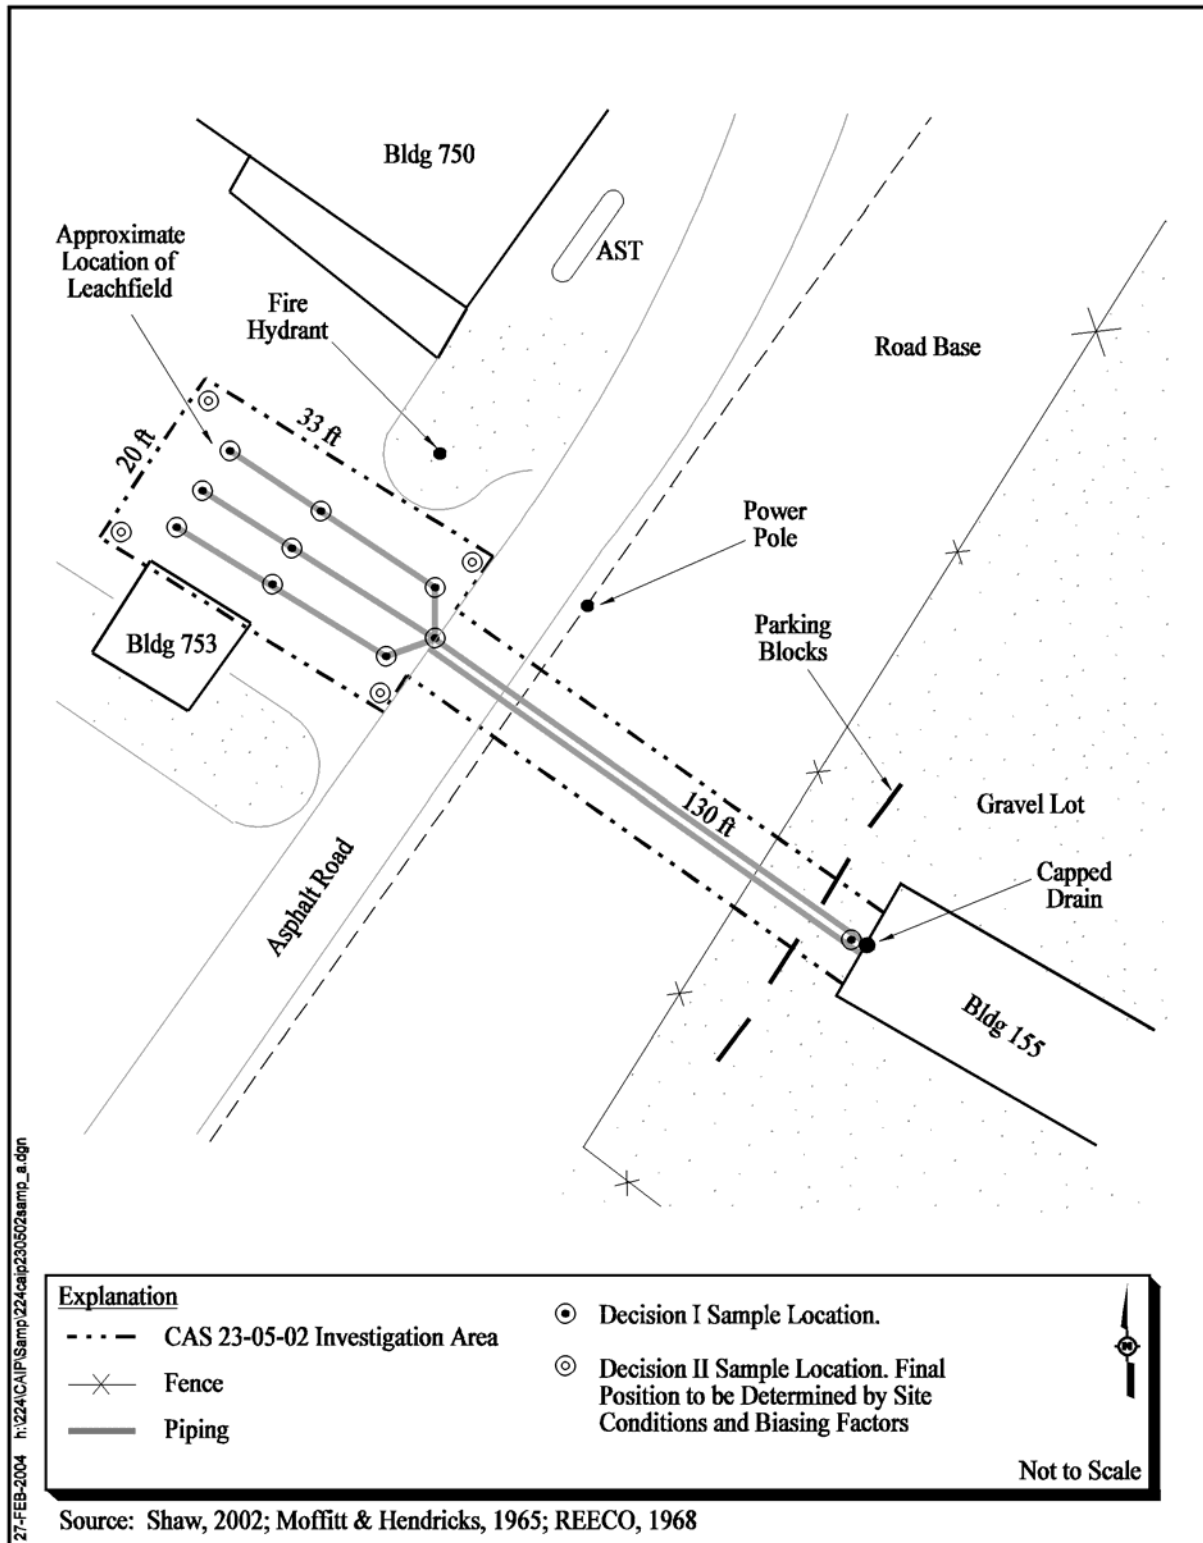 Bldg 750
Approximate
Location of
Leachfield
AST
Fire
Hydrant
Road Base
33 ft
20 ft
Power
Pole
Parking
Blocks
Bldg 753
130 ft
Gravel Lot
Capped
Drain
Asphalt Road
Bldg 155
27-FEB-2004 h:\224\CAIP\Samp\224caip230502samp_a.dgn
Explanation
CAS 23-05-02 Investigation Area
Fence
Piping
Decision I Sample Location.
Decision II Sample Location. Final
Position to be Determined by Site
Conditions and Biasing Factors
N
Not to Scale
Source: Shaw, 2002; Moffitt & Hendricks, 1965; REECO, 1968